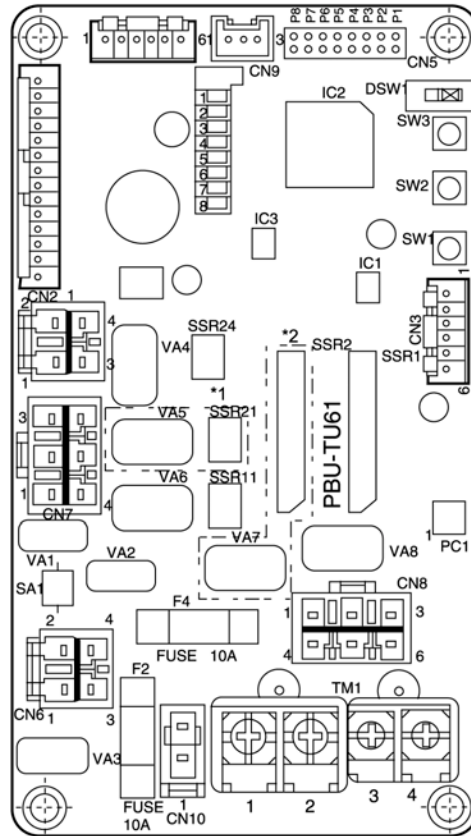 1 6 1 3
P8 P7 P6 P5 P4 P3 P2 P1
CN9
CN5
DSW1
IC2
1
2
3
4
5
6
7
8
SW3
SW2
IC3
SW1
1
IC1
CN2
2 1
4
VA4
SSR24
*2
SSR2
SSR1
CN3
1
3
6
*1
3
VA5
SSR21
PBU-TU61
VA6
SSR11
1
4
CN7
VA7
VA8
1
PC1
VA1
VA2
SA1
CN8
2 4
F4
1 3
FUSE 10A
4 6
F2
TM1
CN6
1 3
VA3
FUSE
10A
1
CN10
1 2 3 4